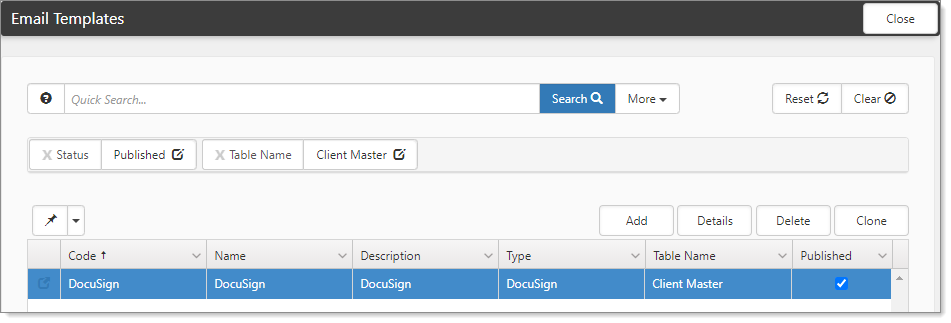 Email Templates Close
Quick Search... Search More Reset Clear
X Status Published X Table Name Client Master
Add Details Delete Clone
Code Name Description Type Table Name Published
DocuSign DocuSign DocuSign DocuSign Client Master